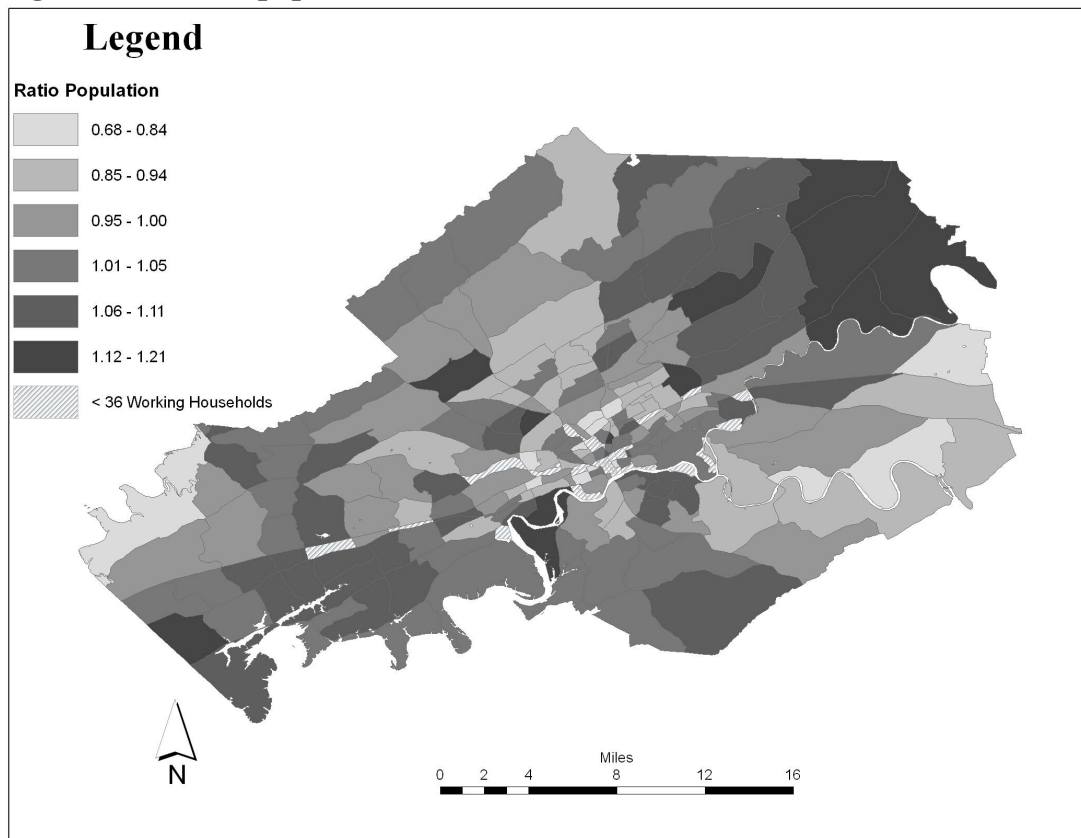 Legend
Ratio Population
0.68 - 0.84
0.85 - 0.94
0.95 - 1.00
1.01 - 1.05
1.06 - 1.11
1.12 - 1.21
< 36 Working Households
N
Miles
0 2 4 8 12 16